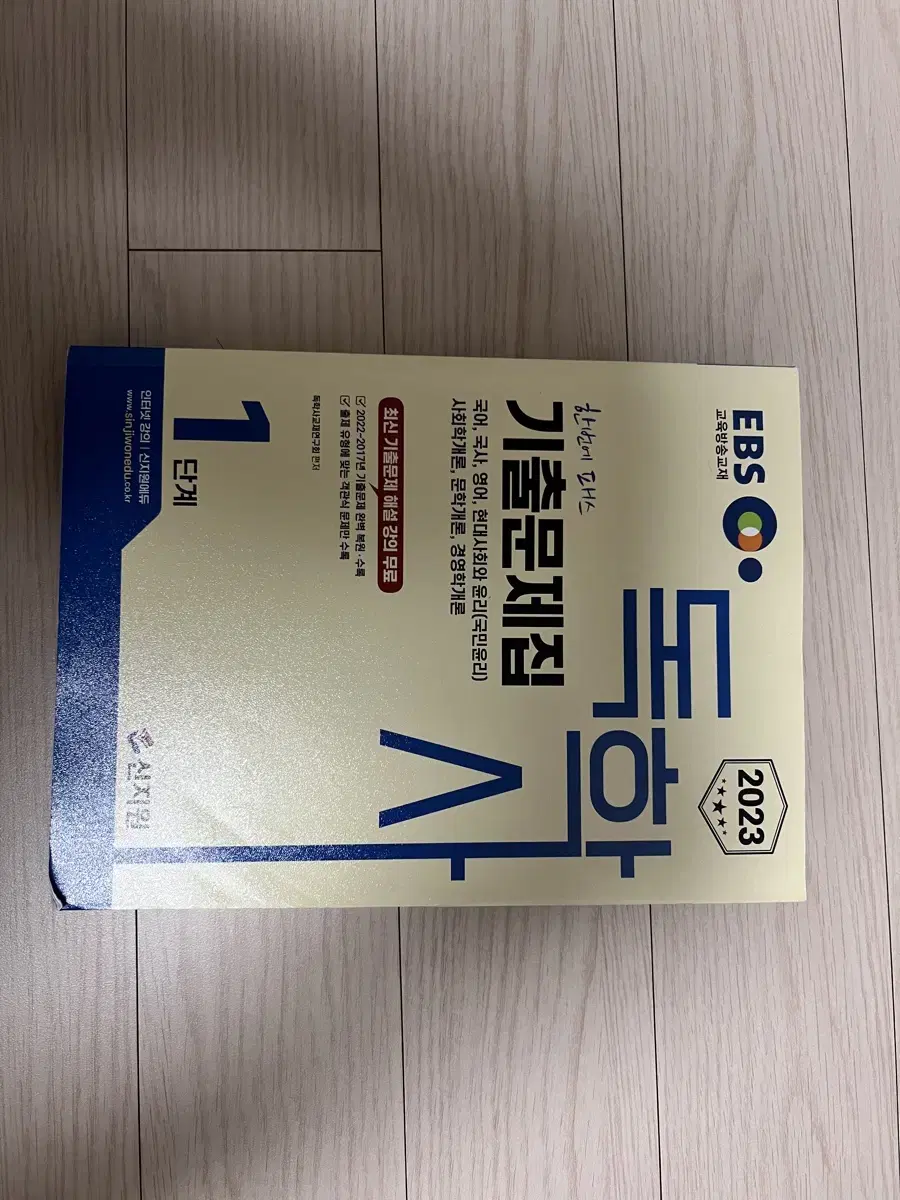 EBS
교육방송교재
2023
독학사
한번에 패스
기출문제집
국어, 국사, 영어, 현대사회와 윤리(국민윤리)
사회학개론, 문학개론, 경영학개론
최신 기출문제 해설 강의 무료
2022~2017년 기출문제 완벽 복원·수록
출제 유형에 맞는 객관식 문제만 수록
독학사교재연구회 편저
1단계
인터넷 강의 | 신지원에듀
www.sinjiwonedu.co.kr
신지원